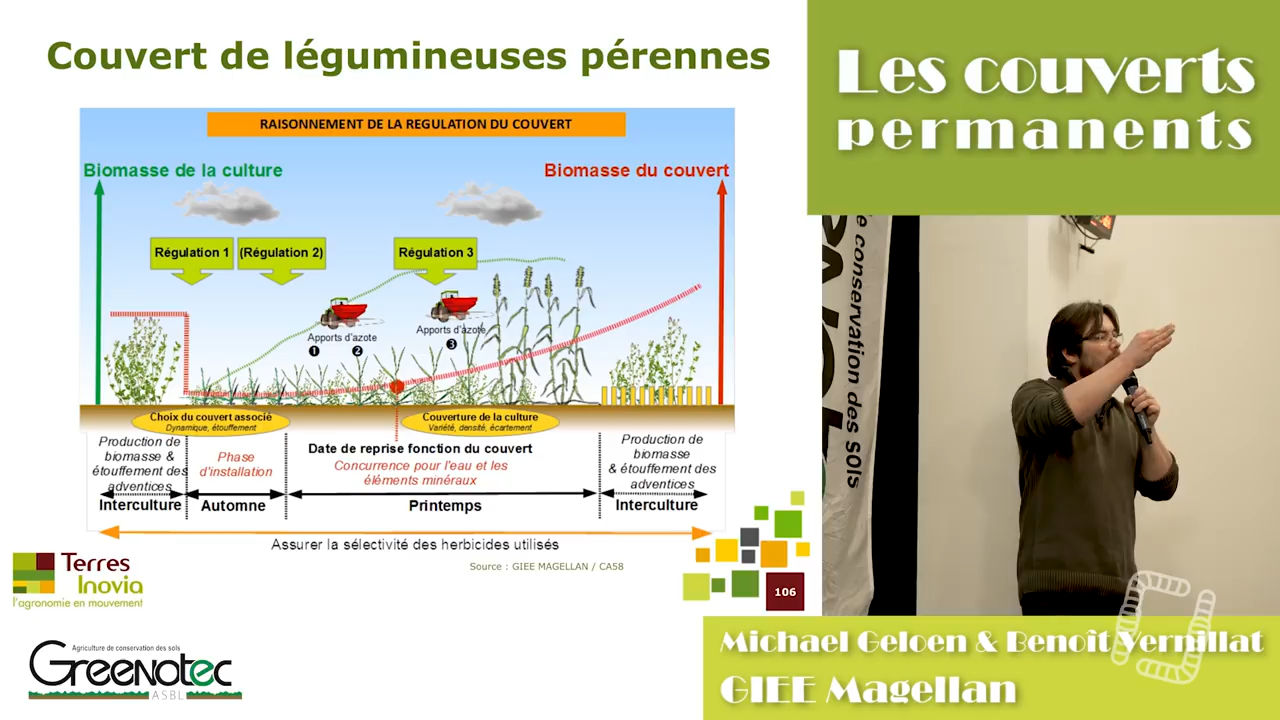 Couvert de légumineuses pérennes
RAISONNEMENT DE LA REGULATION DU COUVERT
Biomasse de la culture
Biomasse du couvert
Régulation 1
(Régulation 2)
Régulation 3
Apports d'azote
1 2
Apports d'azote
3
Choix du couvert associé
Dynamique, étouffement
Couverture de la culture
Variété, densité, écartement
Production de
biomasse &
étouffement des
adventices
Phase
d'installation
Date de reprise fonction du couvert
Concurrence pour l'eau et les
éléments minéraux
Production de
biomasse
& étouffement des
adventices
Interculture
Automne
Printemps
Interculture
Assurer la sélectivité des herbicides utilisés
Source : GIEE MAGELLAN / CA58
106
Terres
Inovia
l'agronomie en mouvement
Agriculture de conservation des sols
Greenotec
ASBL
Les couverts
permanents
e conservation des sols
Michael Geloen & Benoît Vernillat
GIEE Magellan